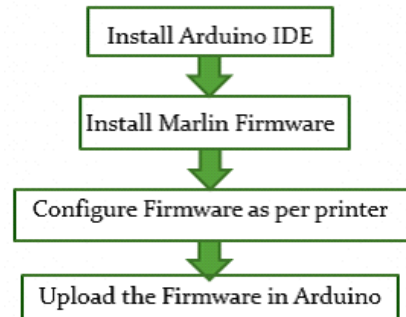 Install Arduino IDE
Install Marlin Firmware
Configure Firmware as per printer
Upload the Firmware in Arduino